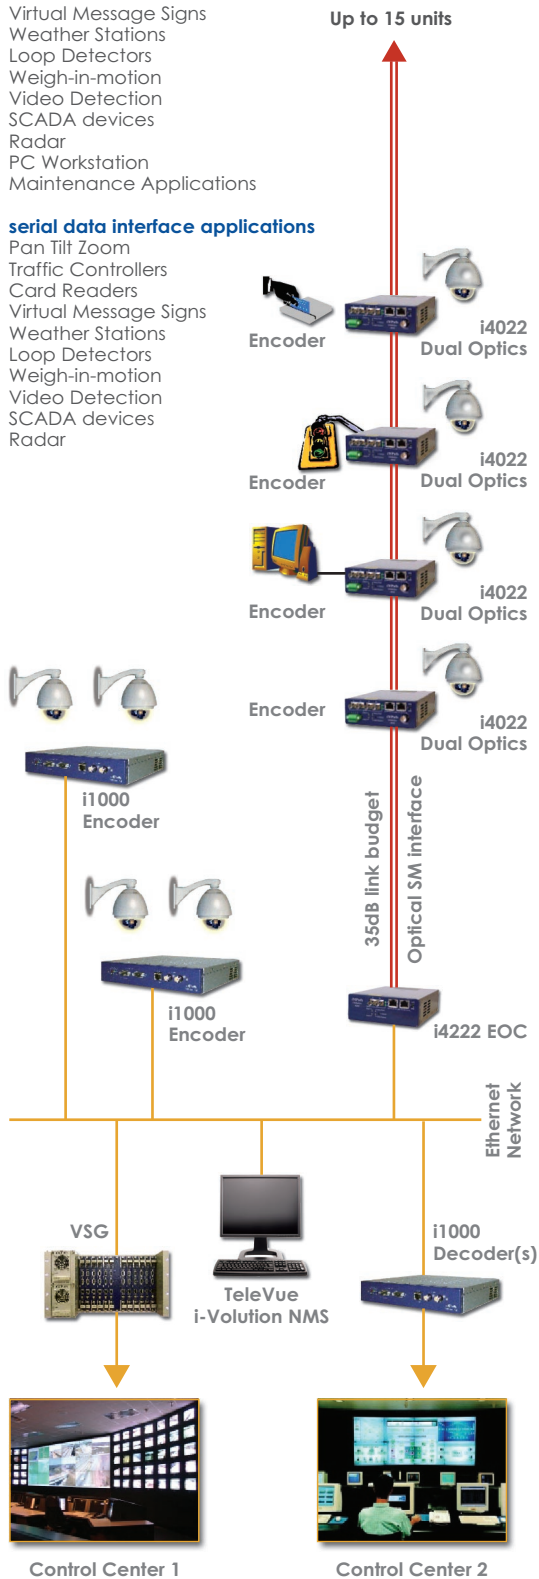 Virtual Message Signs
Weather Stations
Loop Detectors
Weigh-in-motion
Video Detection
SCADA devices
Radar
PC Workstation
Maintenance Applications
serial data interface applications
Pan Tilt Zoom
Traffic Controllers
Card Readers
Virtual Message Signs
Weather Stations
Loop Detectors
Weigh-in-motion
Video Detection
SCADA devices
Radar
Up to 15 units
Encoder
i4022
Dual Optics
Encoder
i4022
Dual Optics
Encoder
i4022
Dual Optics
Encoder
i4022
Dual Optics
i1000
Encoder
35dB link budget
Optical SM interface
i1000
Encoder
i4222 EOC
Ethernet
Network
VSG
TeleVue
i-Volution NMS
i1000
Decoder(s)
Control Center 1
Control Center 2